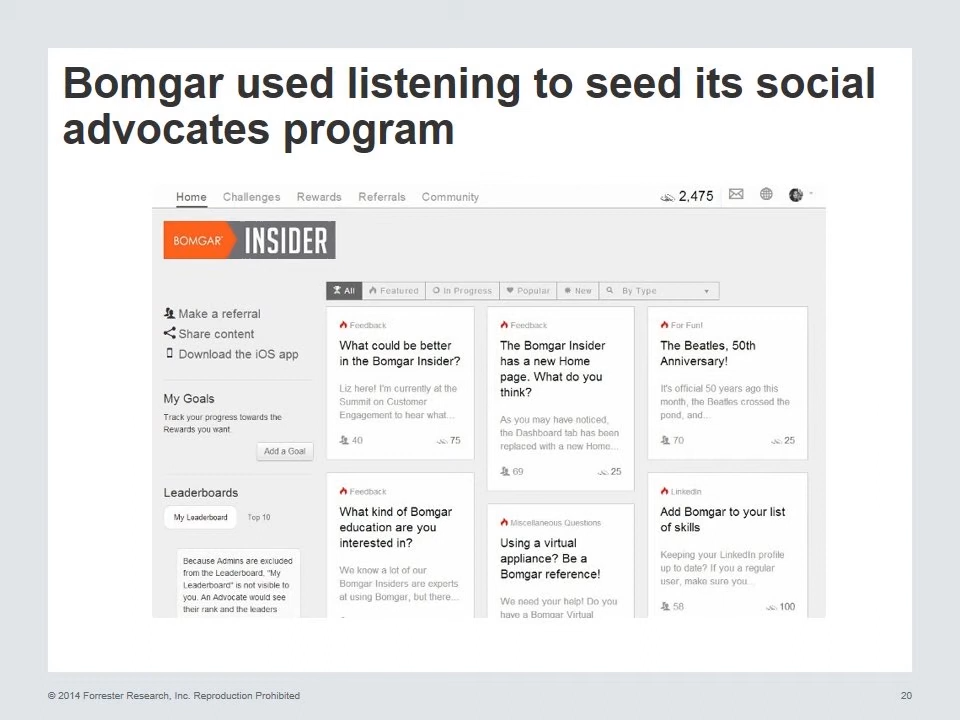 Bomgar used listening to seed its social
advocates program
Home Challenges Rewards Referrals Community 2,475
BOMGAR INSIDER
All Featured In Progress Popular New By Type
Make a referral
Share content
Download the iOS app
My Goals
Track your progress towards the
Rewards you want.
Add a Goal
Leaderboards
My Leaderboard Top 10
Because Admins are excluded
from the Leaderboard, "My
Leaderboard" is not visible to
you. An Advocate would see
their rank and the leaders
Feedback
What could be better
in the Bomgar Insider?
Liz here! I'm currently at the
Summit on Customer
Engagement to hear what...
40 75
Feedback
The Bomgar Insider
has a new Home
page. What do you
think?
As you may have noticed,
the Dashboard tab has been
replaced with a new Home...
69 25
For Fun!
The Beatles, 50th
Anniversary!
It's official 50 years ago this
month, the Beatles crossed the
pond, and...
70 25
Feedback
What kind of Bomgar
education are you
interested in?
We know a lot of our
Bomgar Insiders are experts
at using Bomgar, but there...
Miscellaneous Questions
Using a virtual
appliance? Be a
Bomgar reference!
We need your help! Do you
have a Bomgar Virtual
LinkedIn
Add Bomgar to your list
of skills
Keeping your LinkedIn profile
up to date? If you a regular
user, make sure you...
58 100
© 2014 Forrester Research, Inc. Reproduction Prohibited 20